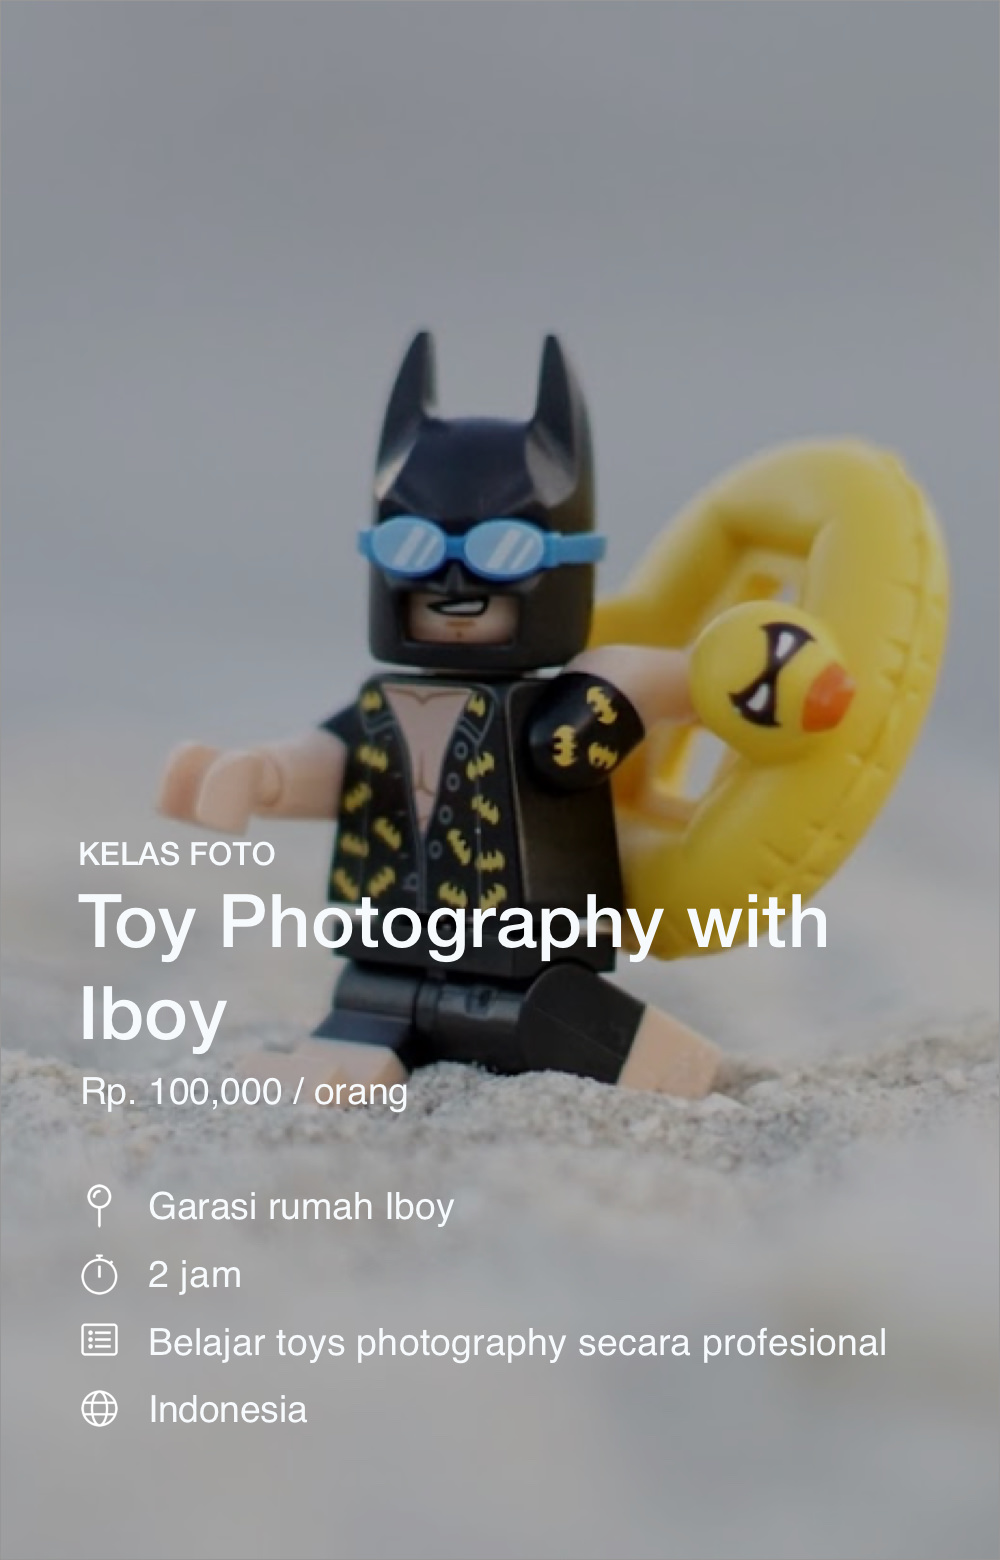 KELAS FOTO
Toy Photography with
Iboy
Rp. 100,000 / orang
Garasi rumah Iboy
2 jam
Belajar toys photography secara profesional
Indonesia